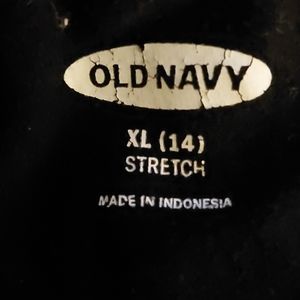 OLD NAVY
XL (14)
STRETCH
MADE IN INDONESIA